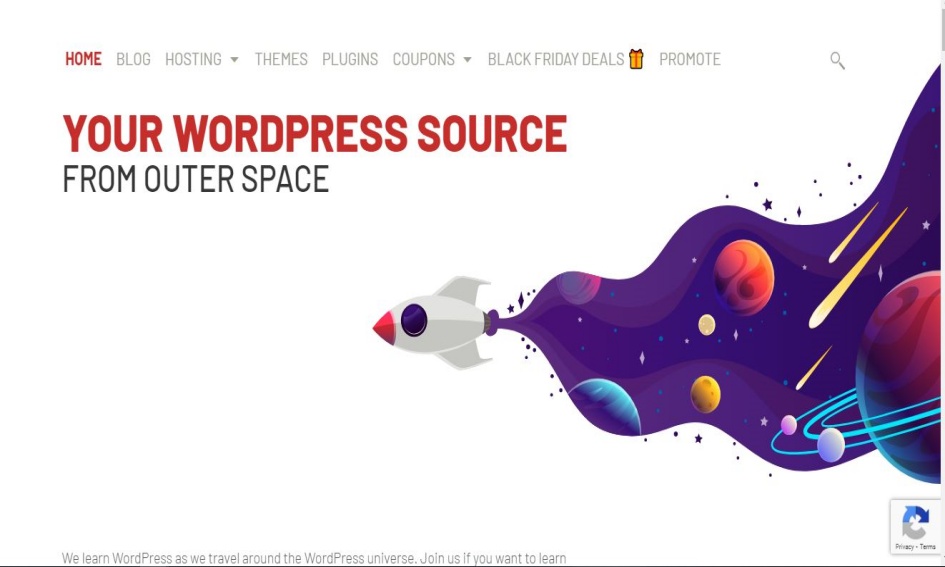 HOME BLOG HOSTING THEMES PLUGINS COUPONS BLACK FRIDAY DEALS PROMOTE
YOUR WORDPRESS SOURCE
FROM OUTER SPACE
We learn WordPress as we travel around the WordPress universe. Join us if you want to learn
Privacy - Terms